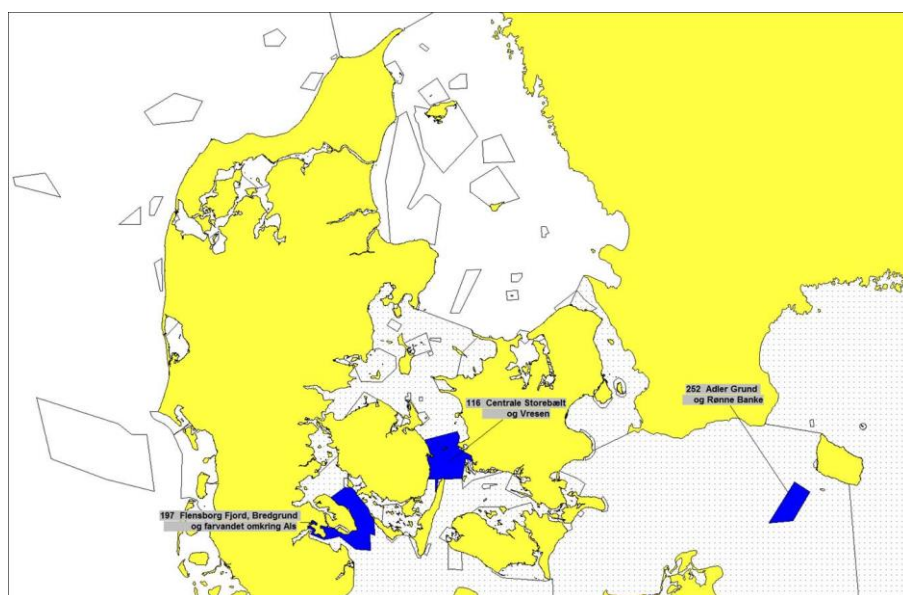 252 Adler Grund
og Rønne Banke
116 Centrale Storebælt
og Vresen
197 Flensborg Fjord, Bredgrund
og farvandet omkring Als